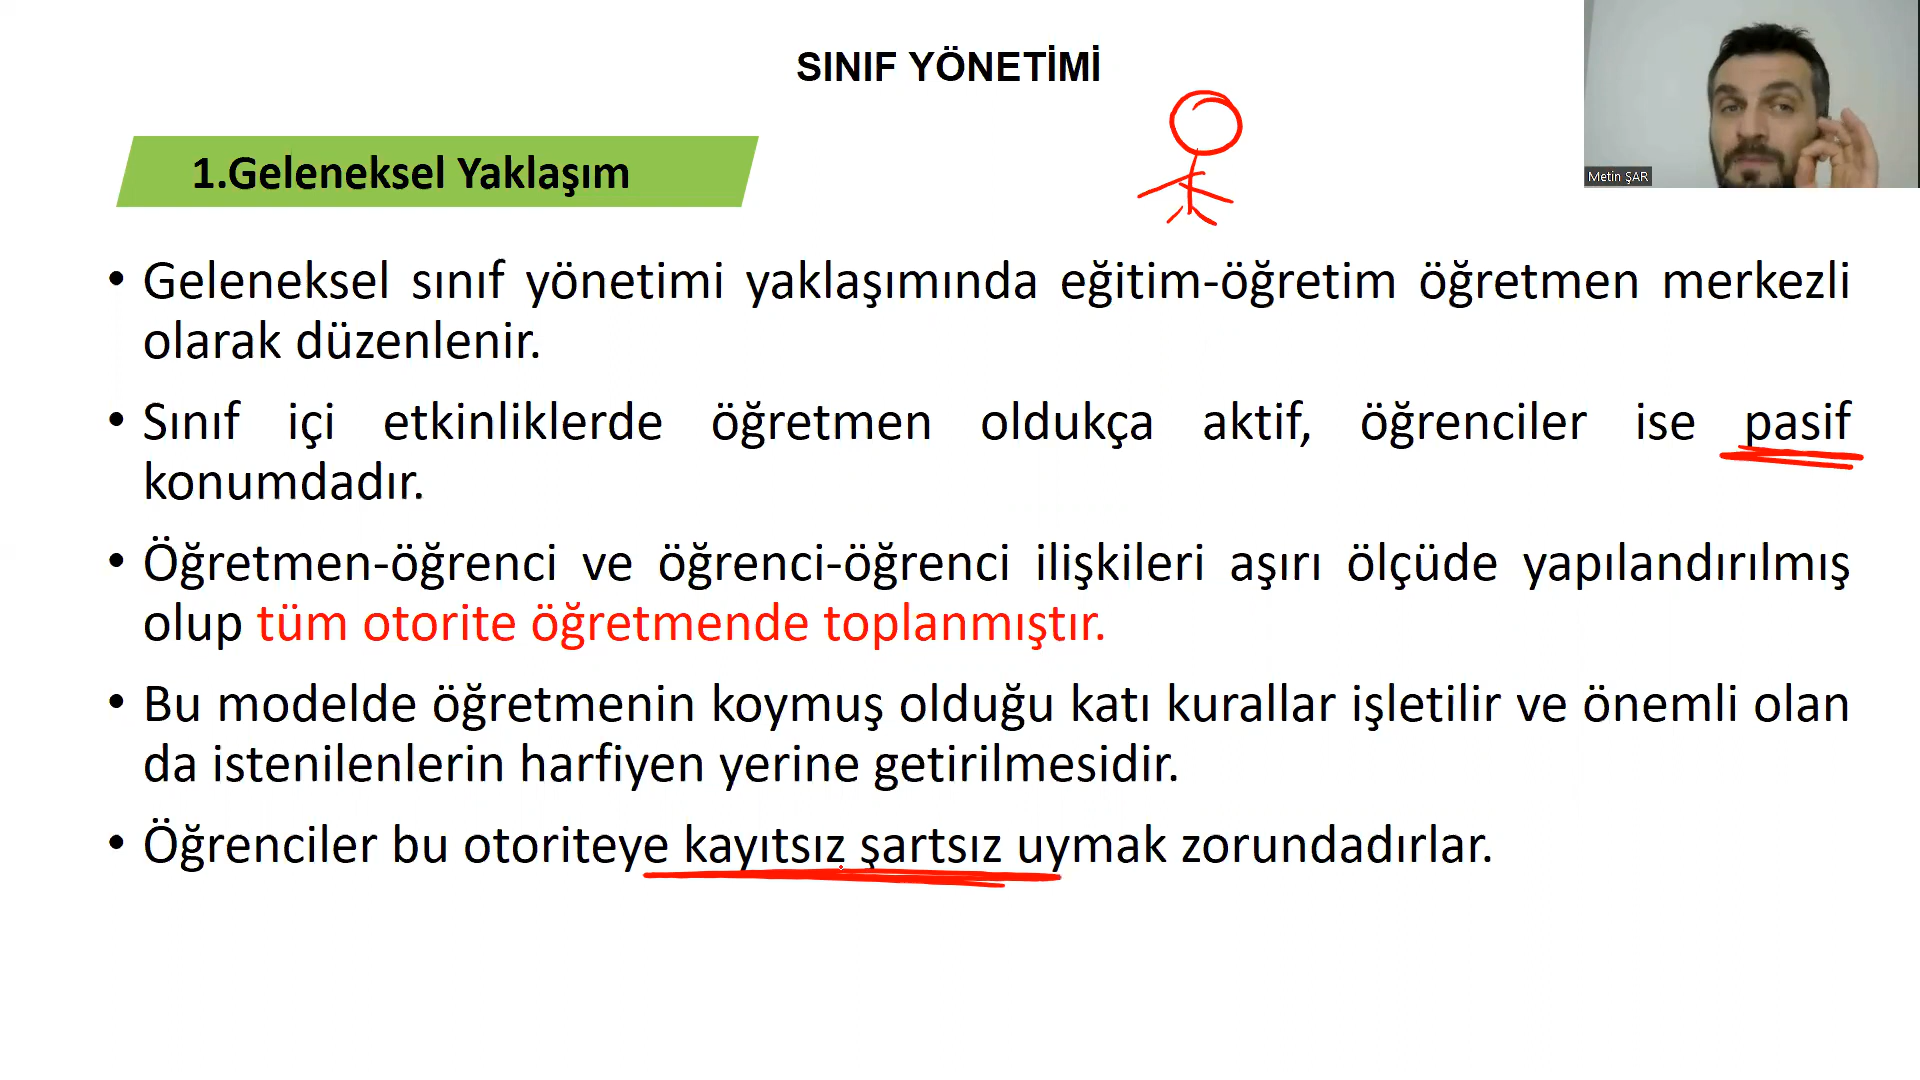 SINIF YÖNETİMİ
Metin ŞAR
1.Geleneksel Yaklaşım
• Geleneksel sınıf yönetimi yaklaşımında eğitim-öğretim öğretmen merkezli
olarak düzenlenir.
• Sınıf içi etkinliklerde öğretmen oldukça aktif, öğrenciler ise pasif
konumdadır.
• Öğretmen-öğrenci ve öğrenci-öğrenci ilişkileri aşırı ölçüde yapılandırılmış
olup tüm otorite öğretmende toplanmıştır.
• Bu modelde öğretmenin koymuş olduğu katı kurallar işletilir ve önemli olan
da istenilenlerin harfiyen yerine getirilmesidir.
• Öğrenciler bu otoriteye kayıtsız şartsız uymak zorundadırlar.